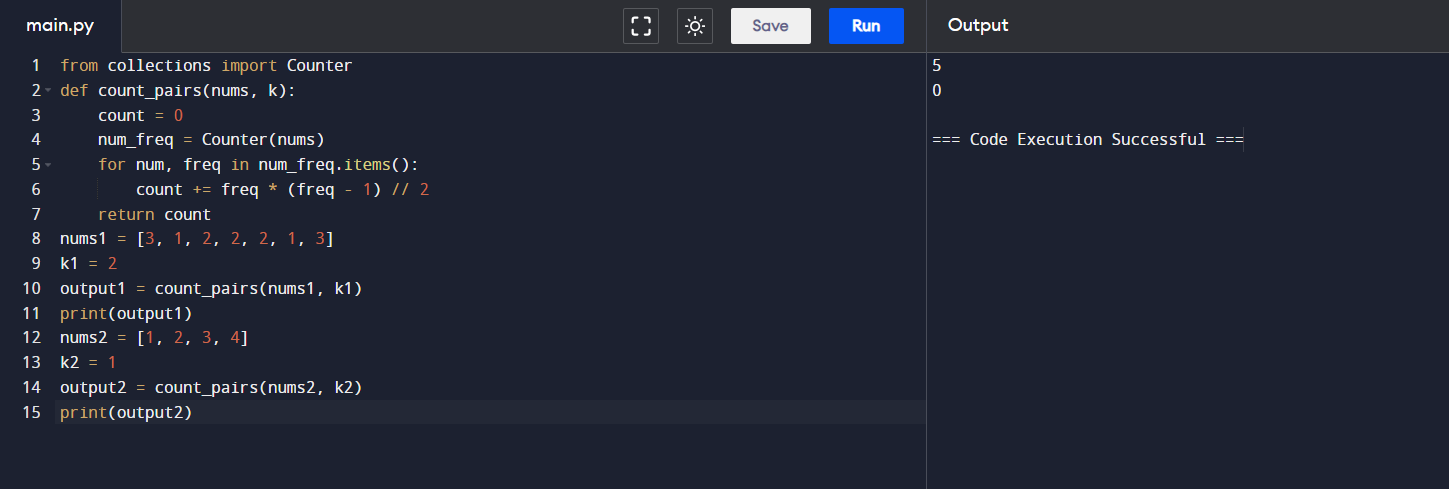 main.py
Save
Run
Output
1 from collections import Counter
2 def count_pairs(nums, k):
3     count = 0
4     num_freq = Counter(nums)
5     for num, freq in num_freq.items():
6         count += freq * (freq - 1) // 2
7     return count
8 nums1 = [3, 1, 2, 2, 2, 1, 3]
9 k1 = 2
10 output1 = count_pairs(nums1, k1)
11 print(output1)
12 nums2 = [1, 2, 3, 4]
13 k2 = 1
14 output2 = count_pairs(nums2, k2)
15 print(output2)
5
0
=== Code Execution Successful ===